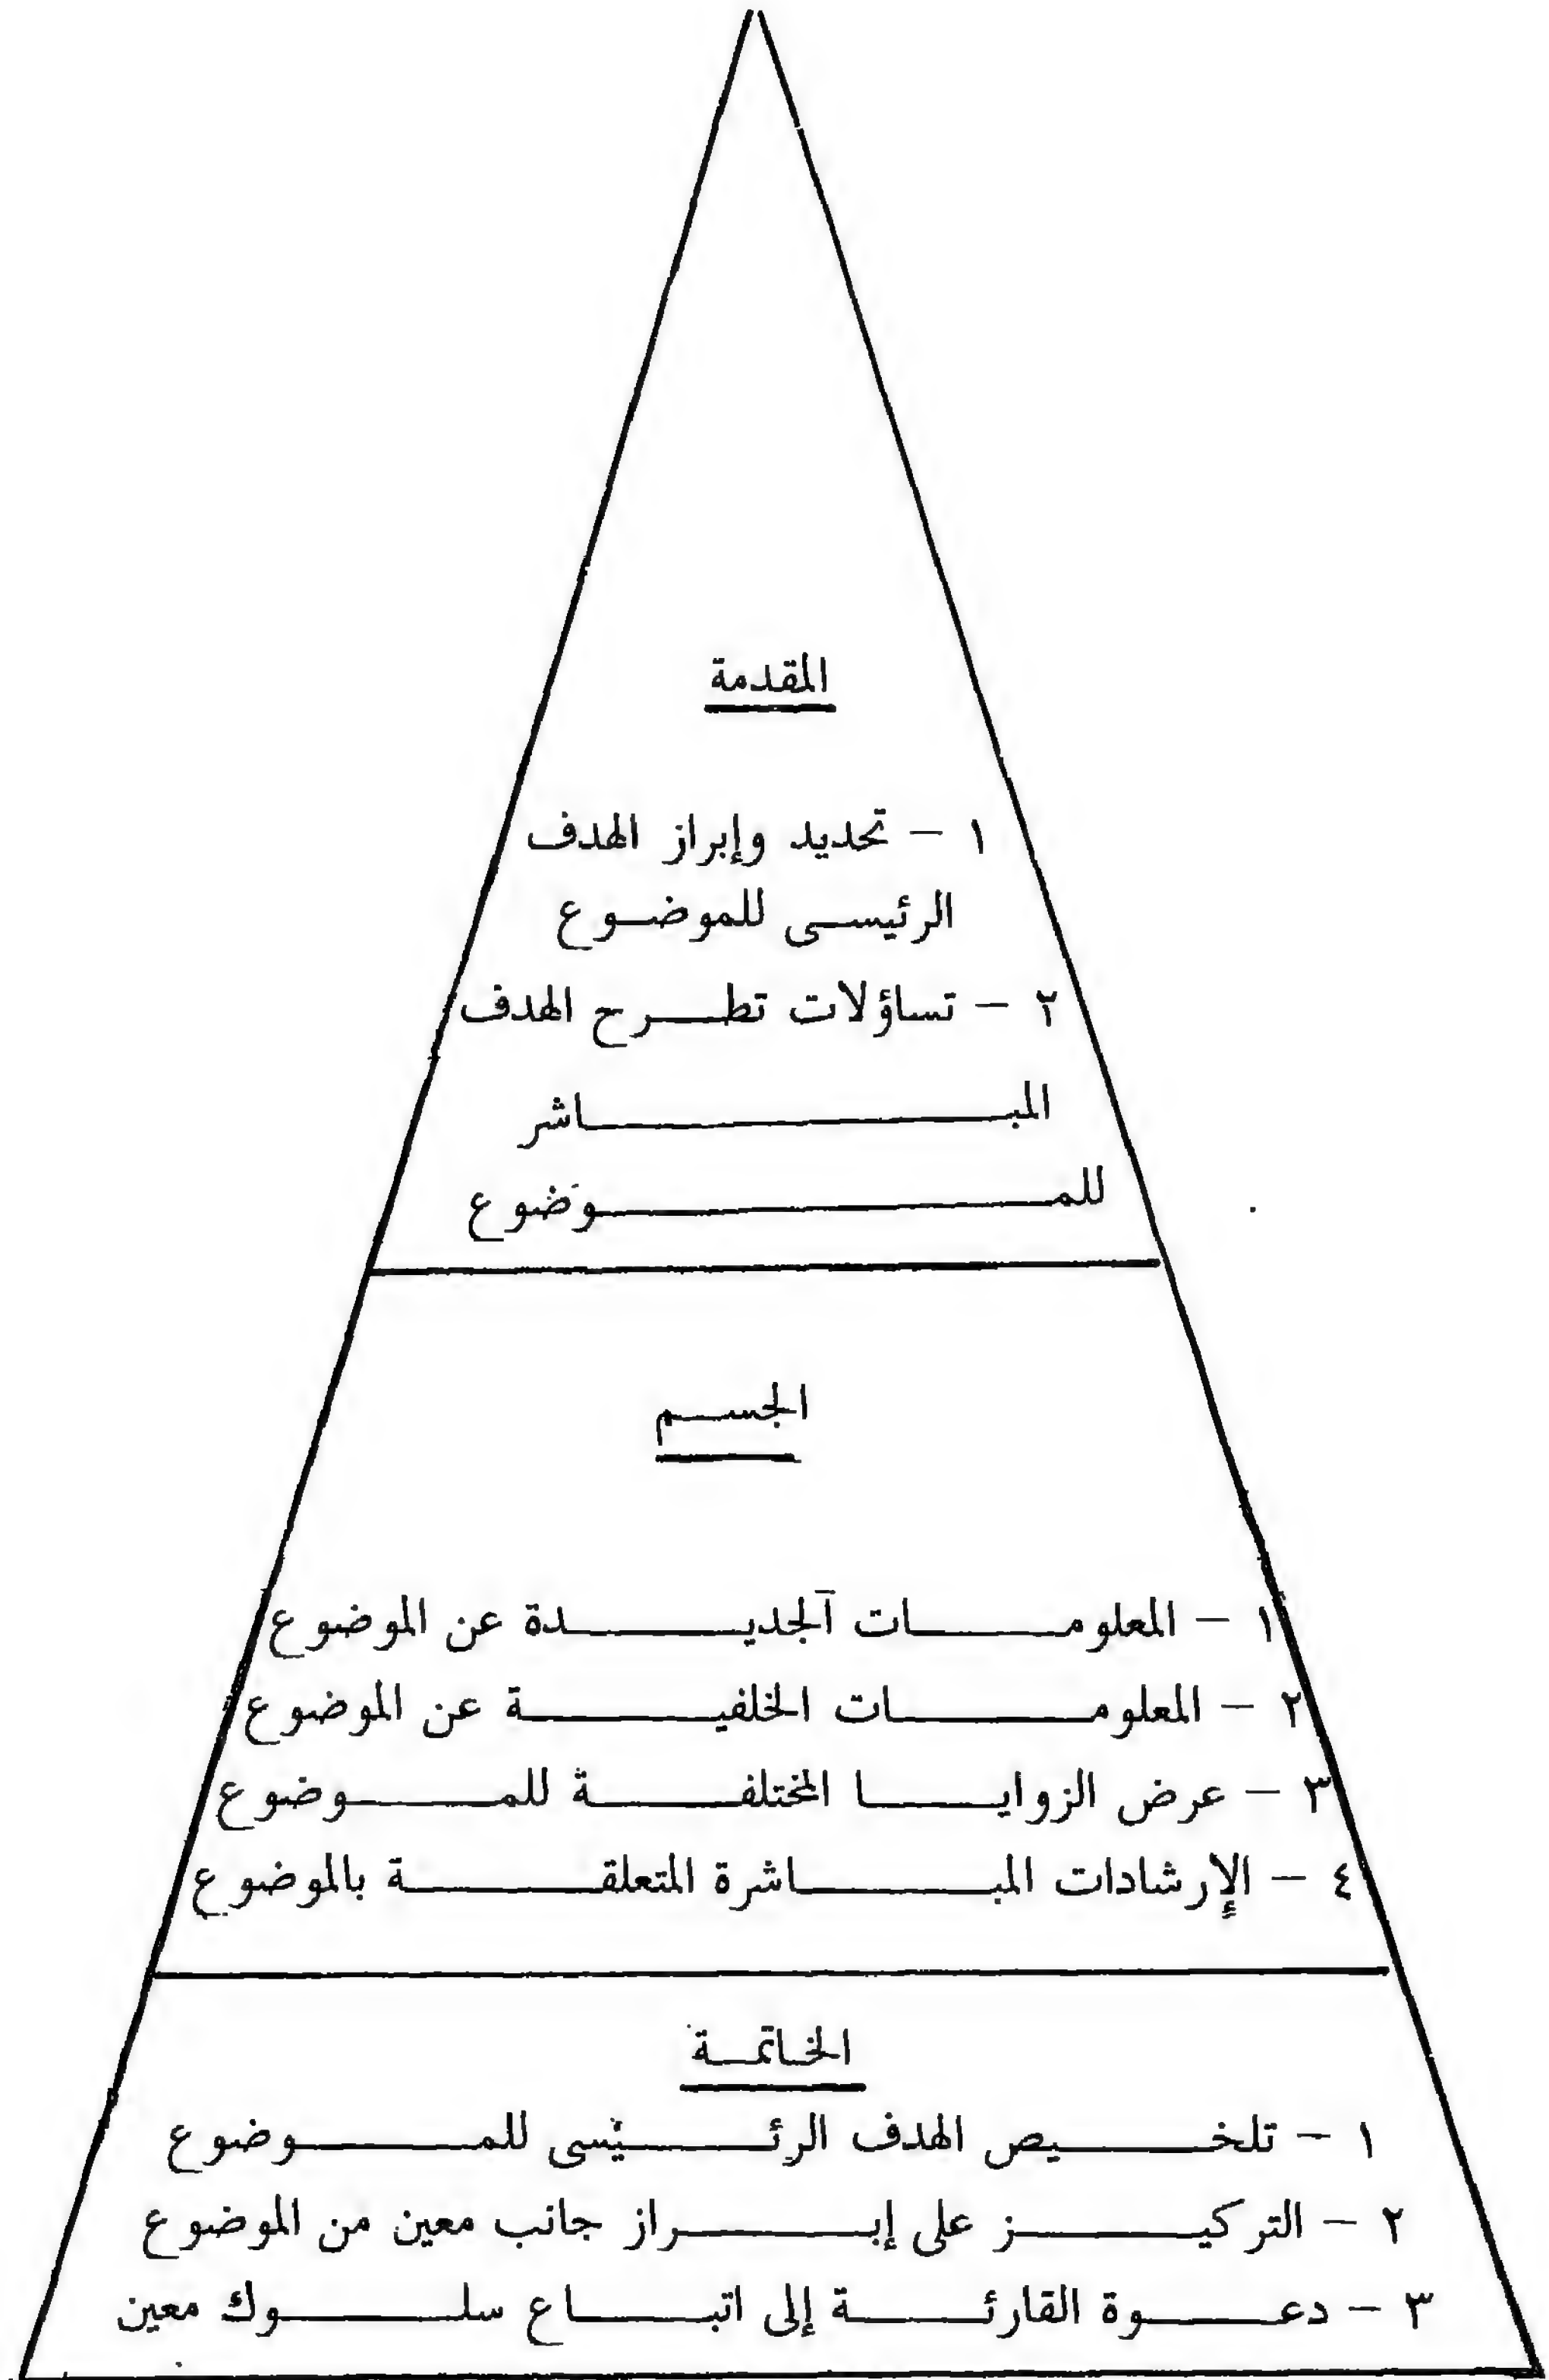 المقدمة
١ – تحديد وإبراز الهدف
الرئيسى للموضوع
٢ – تساؤلات تطرح الهدف
المباشر
للموضوع
الجسم
١ – المعلومات الجديدة عن الموضوع
٢ – المعلومات الخلفية عن الموضوع
٣ – عرض الزوايا المختلفة للموضوع
٤ – الإرشادات المباشرة المتعلقة بالموضوع
الخاتمة
١ – تلخيص الهدف الرئيسى للموضوع
٢ – التركيز على إبراز جانب معين من الموضوع
٣ – دعوة القارئة إلى اتباع سلوك معين